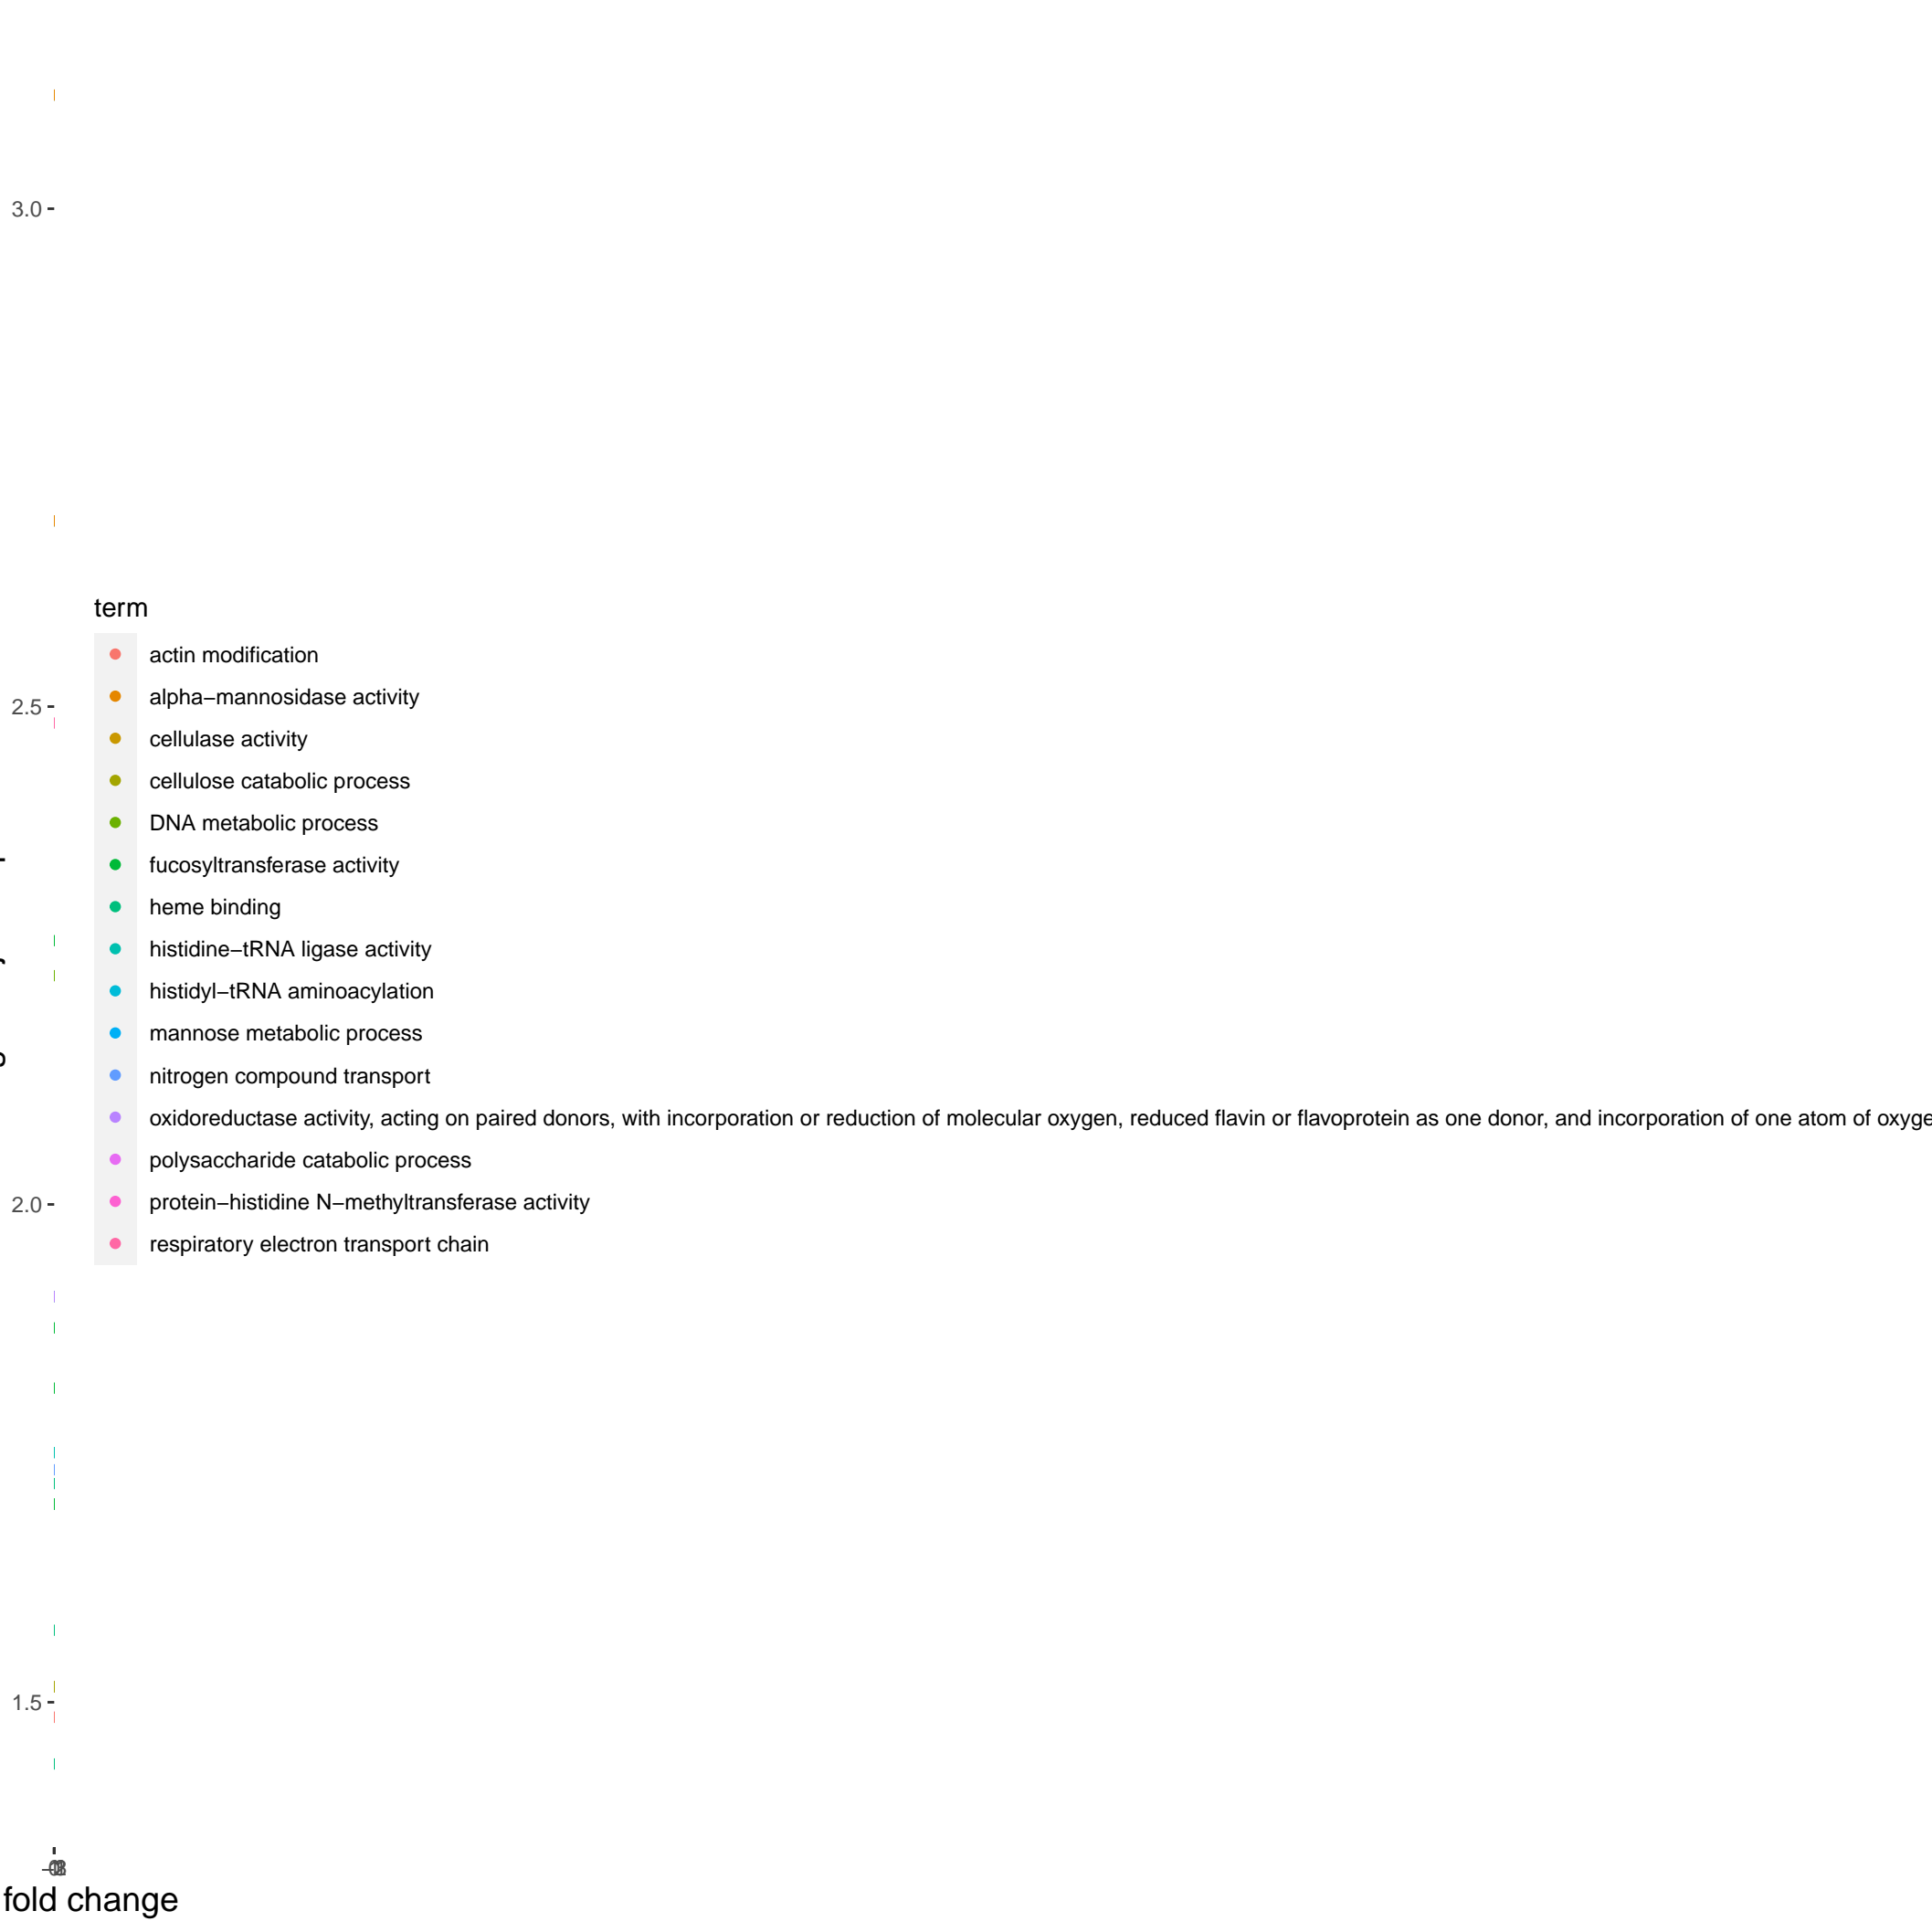 3.0
2.5
2.0
1.5
term
actin modification
alpha−mannosidase activity
cellulase activity
cellulose catabolic process
DNA metabolic process
fucosyltransferase activity
heme binding
histidine−tRNA ligase activity
histidyl−tRNA aminoacylation
mannose metabolic process
nitrogen compound transport
oxidoreductase activity, acting on paired donors, with incorporation or reduction of molecular oxygen, reduced flavin or flavoprotein as one donor, and incorporation of one atom of
polysaccharide catabolic process
protein−histidine N−methyltransferase activity
respiratory electron transport chain
fold change